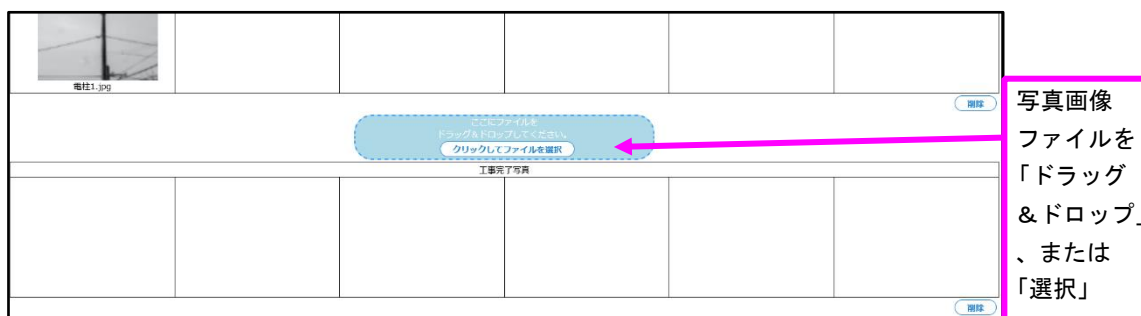 電柱1.jpg
削除
ここにファイルを
ドラッグ&ドロップしてください。
クリックしてファイルを選択
工事完了写真
削除
写真画像
ファイルを
「ドラッグ
&ドロップ」
、または
「選択」